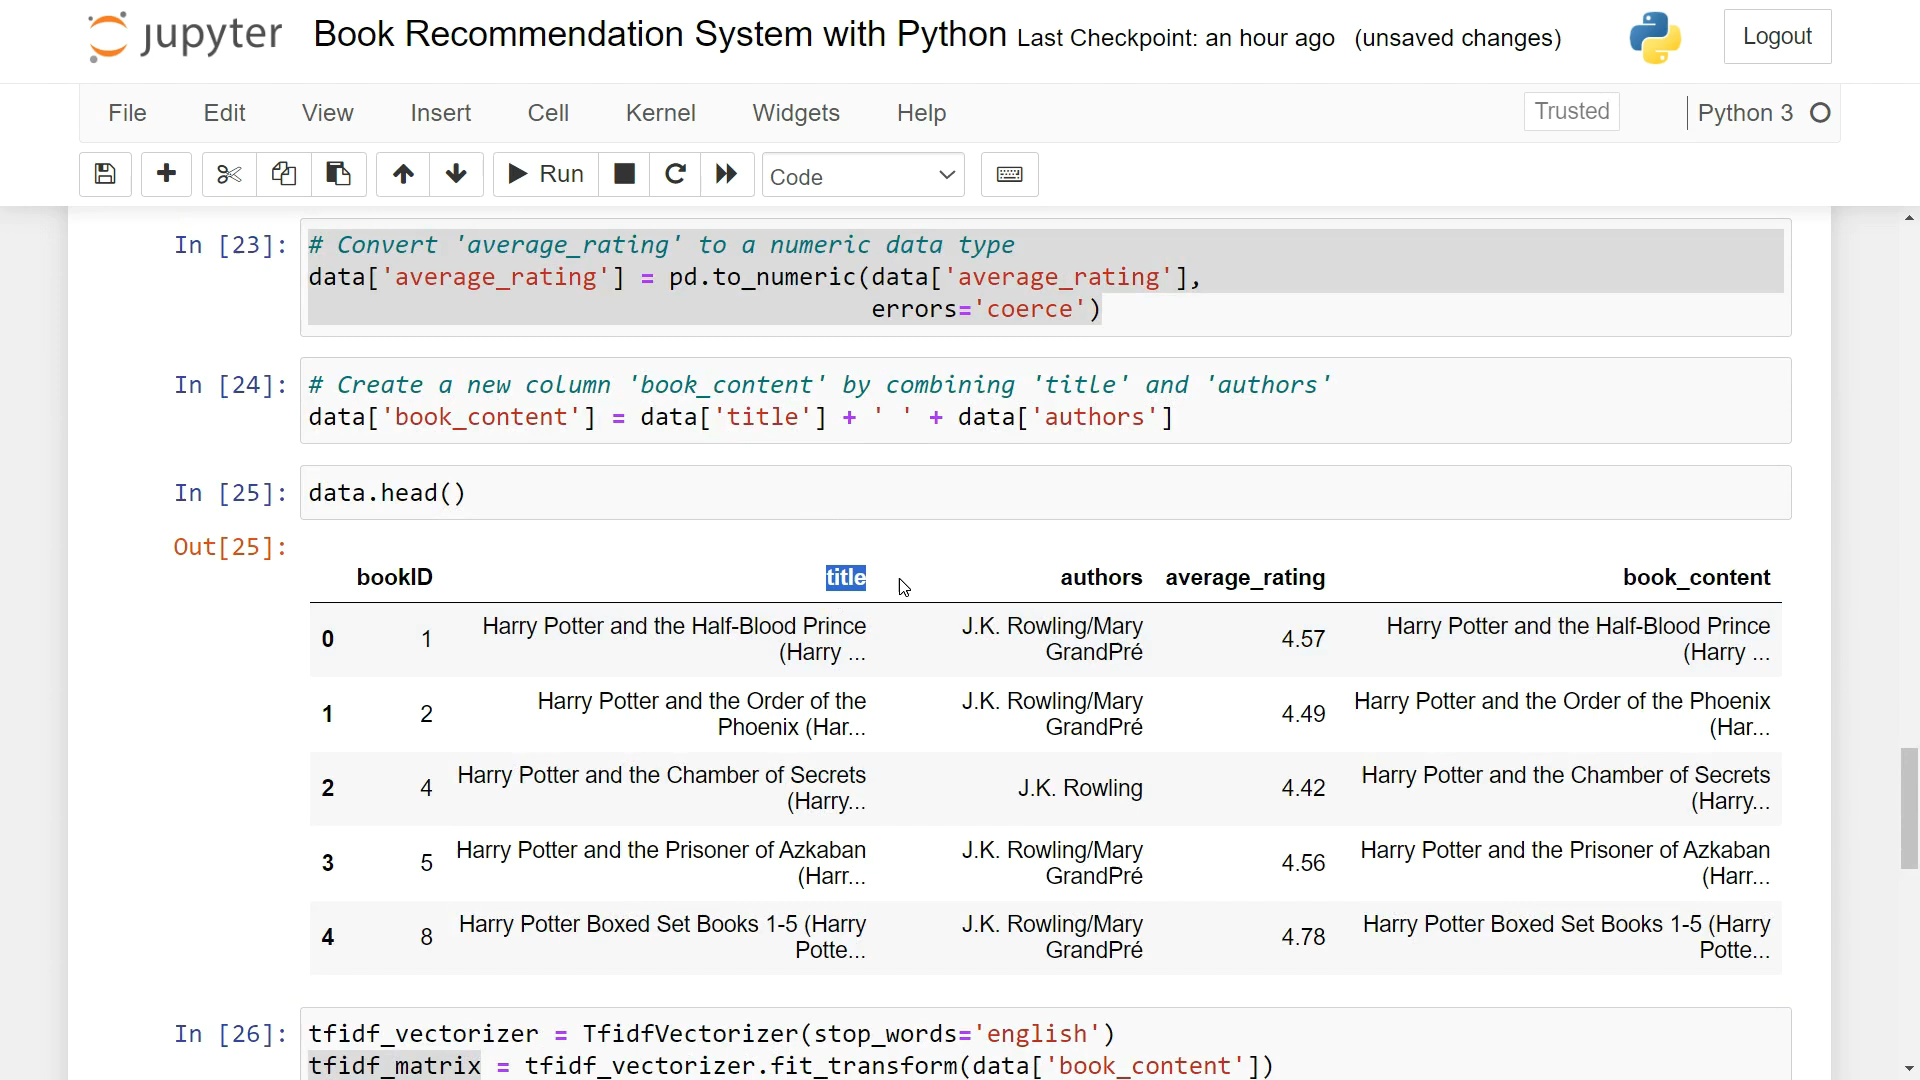 jupyter Book Recommendation System with Python Last Checkpoint: an hour ago (unsaved changes) Logout
File Edit View Insert Cell Kernel Widgets Help Trusted Python 3
Run Code
In [23]: # Convert 'average_rating' to a numeric data type
data['average_rating'] = pd.to_numeric(data['average_rating'],
errors='coerce')
In [24]: # Create a new column 'book_content' by combining 'title' and 'authors'
data['book_content'] = data['title'] + ' ' + data['authors']
In [25]: data.head()
Out[25]:
bookID title authors average_rating book_content
0 1 Harry Potter and the Half-Blood Prince (Harry ... J.K. Rowling/Mary GrandPré 4.57 Harry Potter and the Half-Blood Prince (Harry ...
1 2 Harry Potter and the Order of the Phoenix (Har... J.K. Rowling/Mary GrandPré 4.49 Harry Potter and the Order of the Phoenix (Har...
2 4 Harry Potter and the Chamber of Secrets (Harry... J.K. Rowling 4.42 Harry Potter and the Chamber of Secrets (Harry...
3 5 Harry Potter and the Prisoner of Azkaban (Harr... J.K. Rowling/Mary GrandPré 4.56 Harry Potter and the Prisoner of Azkaban (Harr...
4 8 Harry Potter Boxed Set Books 1-5 (Harry Potte... J.K. Rowling/Mary GrandPré 4.78 Harry Potter Boxed Set Books 1-5 (Harry Potte...
In [26]: tfidf_vectorizer = TfidfVectorizer(stop_words='english')
tfidf_matrix = tfidf_vectorizer.fit_transform(data['book_content'])